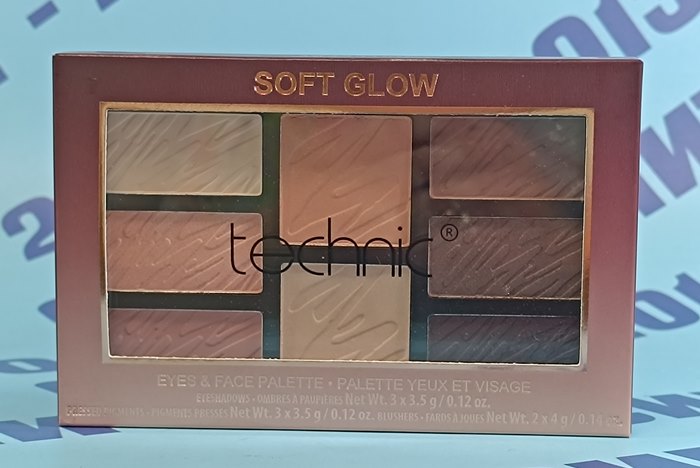 SOFT GLOW
technic®
EYES & FACE PALETTE • PALETTE YEUX ET VISAGE
EYESHADOWS • OMBRES À PAUPIÈRES Net Wt. 3 x 3.5 g / 0.12 oz.
PRESSED PIGMENTS • PIGMENTS PRESSÉS Net Wt. 3 x 3.5 g / 0.12 oz. BLUSHERS • FARDS À JOUES Net Wt. 2 x 4 g / 0.14 oz.